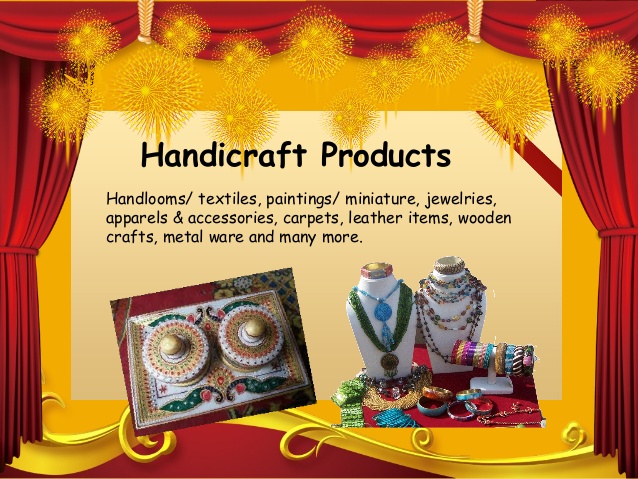 Handicraft Products
Handlooms/ textiles, paintings/ miniature, jewelries,
apparels & accessories, carpets, leather items, wooden
crafts, metal ware and many more.